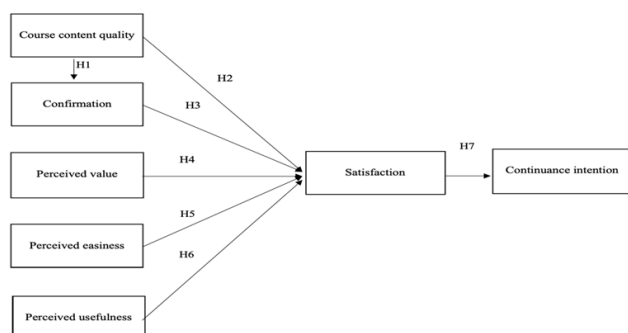 Course content quality
H1
H2
Confirmation
H3
Perceived value
H4
Satisfaction
H7
Continuance intention
Perceived easiness
H5
H6
Perceived usefulness